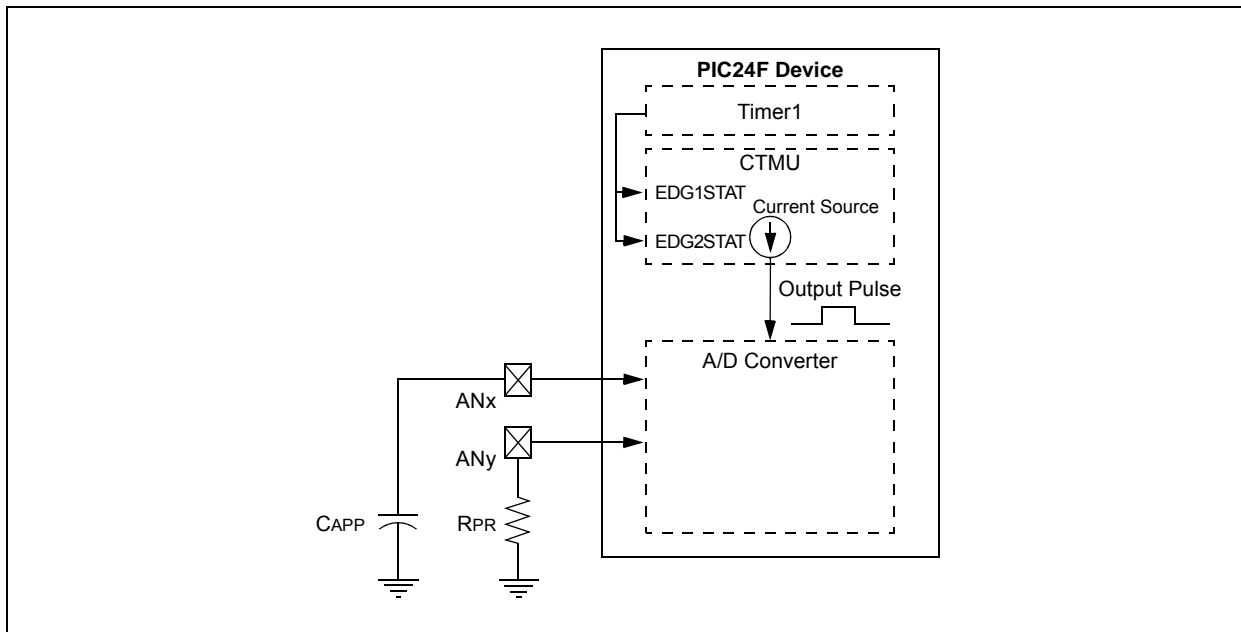 PIC24F Device
Timer1
CTMU
EDG1STAT
Current Source
EDG2STAT
Output Pulse
A/D Converter
ANx
ANy
CAPP
RPR